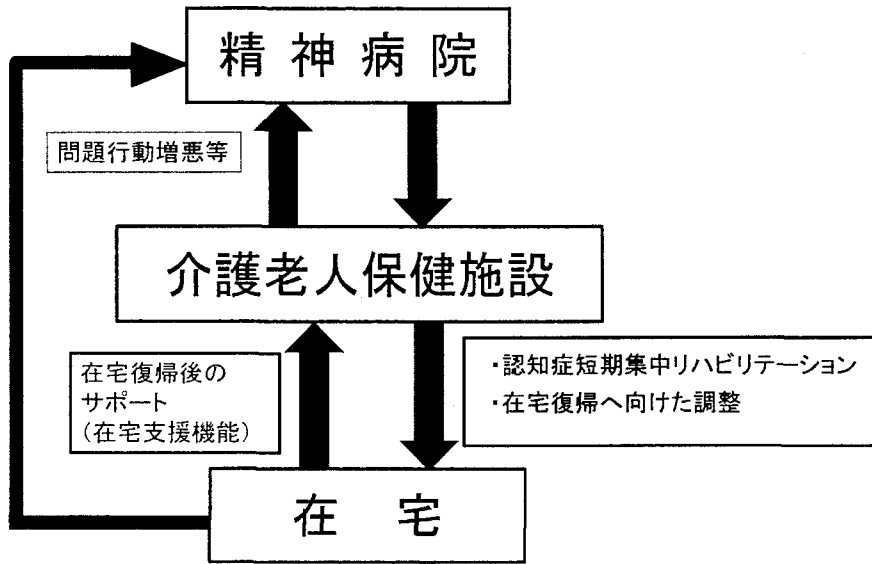 精神病院
問題行動増悪等
介護老人保健施設
在宅復帰後の
サポート
（在宅支援機能）
・認知症短期集中リハビリテーション
・在宅復帰へ向けた調整
在宅